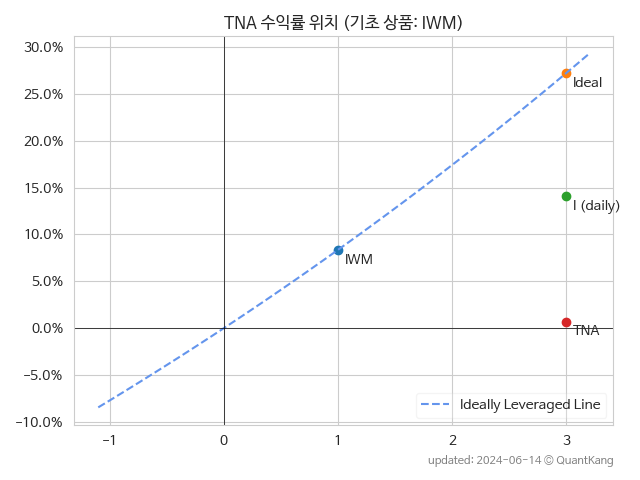 TNA 수익률 위치 (기초 상품: IWM)
30.0%
25.0%
20.0%
15.0%
10.0%
5.0%
0.0%
−5.0%
−10.0%
Ideal
I (daily)
IWM
TNA
Ideally Leveraged Line
−1 0 1 2 3
updated: 2024-06-14 © QuantKang